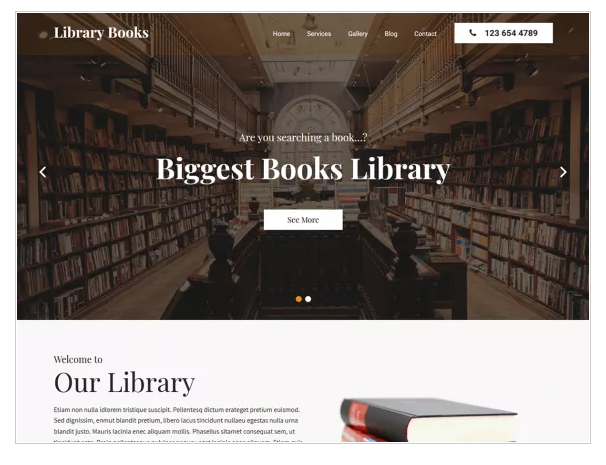 Library Books
Home Services Gallery Blog Contact 123 654 4789
Are you searching a book...?
Biggest Books Library
See More
Welcome to
Our Library
Etiam non nulla idiorem tristique suscipit. Pellentesq dictum erateget pretium euismod.
Sed dignissim, enmut blandit pretium, libero lacus tincidunt nullaeu egestas nulla urna
blandit justo. Mauris lacinia enec aliquam mollis. Phasellus sitamet consequat sem, ut